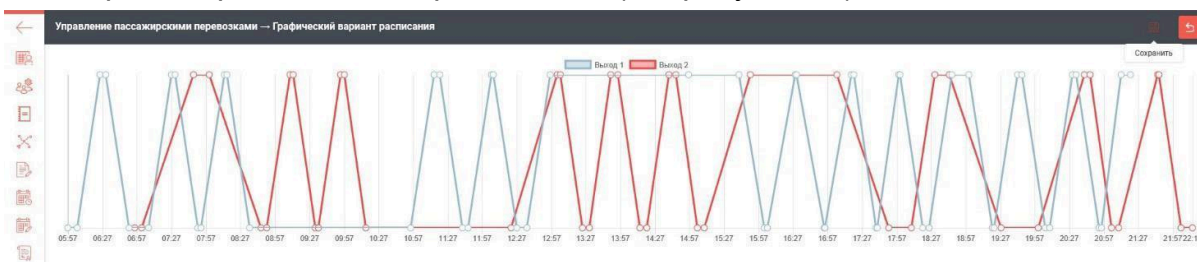 Управление пассажирскими перевозками → Графический вариант расписания
Сохранить
Выход 1 Выход 2
05:57 06:27 06:57 07:27 07:57 08:27 08:57 09:27 09:57 10:27 10:57 11:27 11:57 12:27 12:57 13:27 13:57 14:27 14:57 15:27 15:57 16:27 16:57 17:27 17:57 18:27 18:57 19:27 19:57 20:27 20:57 21:27 21:57